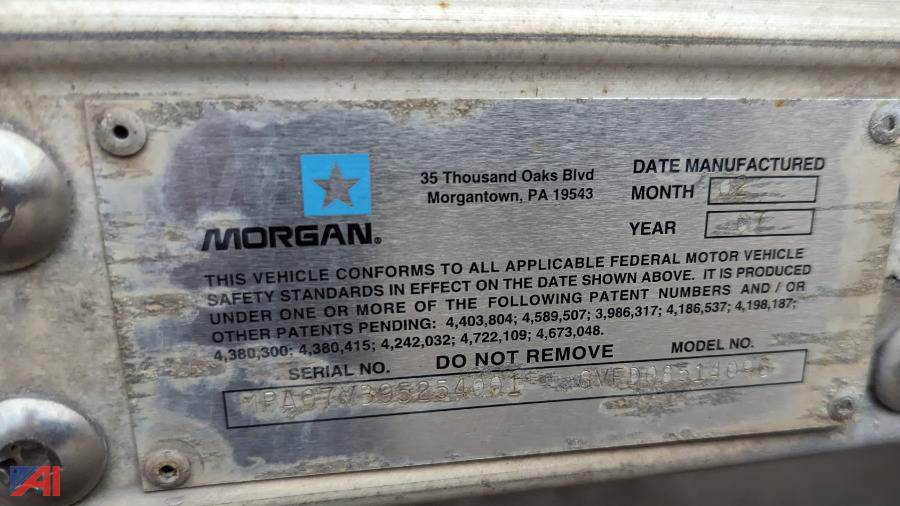 35 Thousand Oaks Blvd
Morgantown, PA 19543
DATE MANUFACTURED
MONTH
YEAR
MORGAN®
THIS VEHICLE CONFORMS TO ALL APPLICABLE FEDERAL MOTOR VEHICLE
SAFETY STANDARDS IN EFFECT ON THE DATE SHOWN ABOVE. IT IS PRODUCED
UNDER ONE OR MORE OF THE FOLLOWING PATENT NUMBERS AND / OR
OTHER PATENTS PENDING: 4,403,804; 4,589,507; 3,986,317; 4,186,537; 4,198,187;
4,380,300; 4,380,415; 4,242,032; 4,722,109; 4,673,048.
SERIAL NO. DO NOT REMOVE MODEL NO.
AI